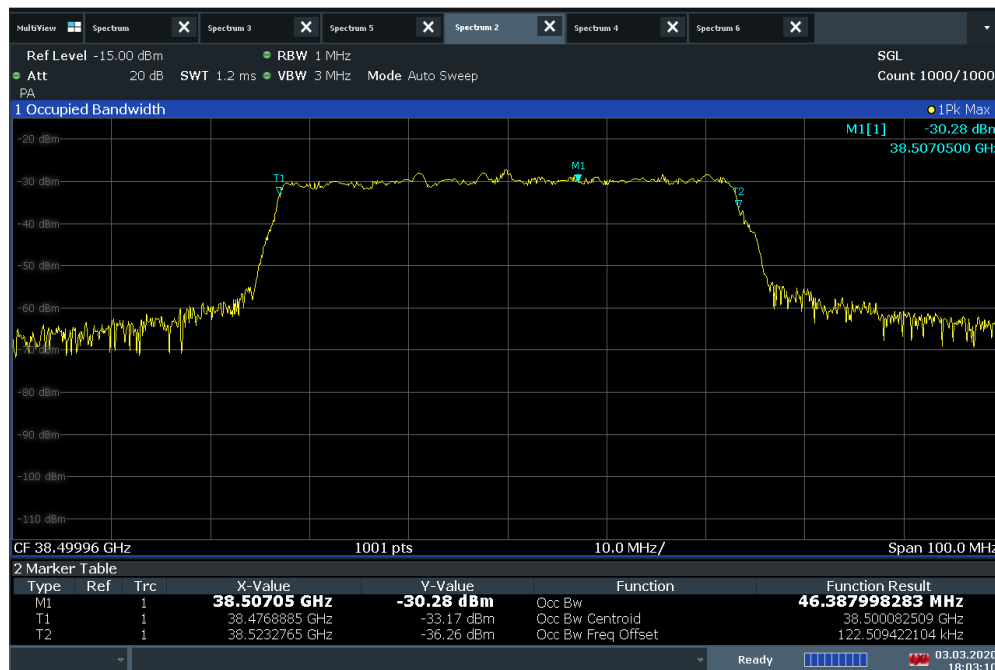 MultiView Spectrum Spectrum 3 Spectrum 5 Spectrum 2 Spectrum 4 Spectrum 6
Ref Level -15.00 dBm RBW 1 MHz SGL
Att 20 dB SWT 1.2 ms VBW 3 MHz Mode Auto Sweep Count 1000/1000
PA
1 Occupied Bandwidth 1Pk Max
M1[1] -30.28 dBm
38.5070500 GHz
-20 dBm
M1
T1
-30 dBm
T2
-40 dBm
-50 dBm
-60 dBm
-70 dBm
-80 dBm
-90 dBm
-100 dBm
-110 dBm
CF 38.49996 GHz 1001 pts 10.0 MHz/ Span 100.0 MHz
2 Marker Table
Type Ref Trc X-Value Y-Value Function Function Result
M1 1 38.50705 GHz -30.28 dBm Occ Bw 46.387998283 MHz
T1 1 38.4768885 GHz -33.17 dBm Occ Bw Centroid 38.500082509 GHz
T2 1 38.5232765 GHz -36.26 dBm Occ Bw Freq Offset 122.509422104 kHz
Ready 03.03.2020
18:03:10